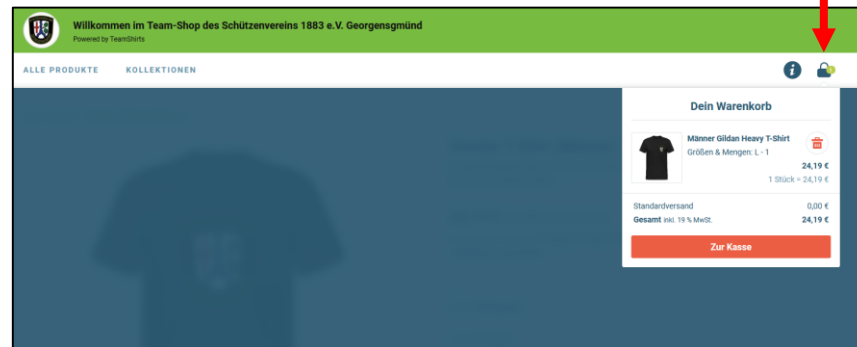 Willkommen im Team-Shop des Schützenvereins 1883 e.V. Georgensgmünd
Powered by TeamShirts
ALLE PRODUKTE KOLLEKTIONEN
Dein Warenkorb
Männer Gildan Heavy T-Shirt
Größen & Mengen: L - 1
24,19 €
1 Stück = 24,19 €
Standardversand 0,00 €
Gesamt inkl. 19 % MwSt. 24,19 €
Zur Kasse